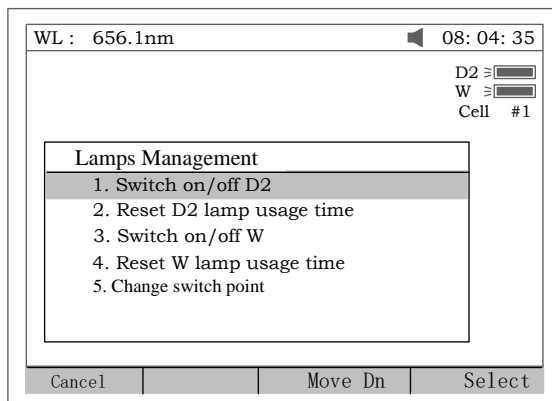 WL : 656.1nm 08: 04: 35
D2
W
Cell #1
Lamps Management
1. Switch on/off D2
2. Reset D2 lamp usage time
3. Switch on/off W
4. Reset W lamp usage time
5. Change switch point
Cancel Move Dn Select